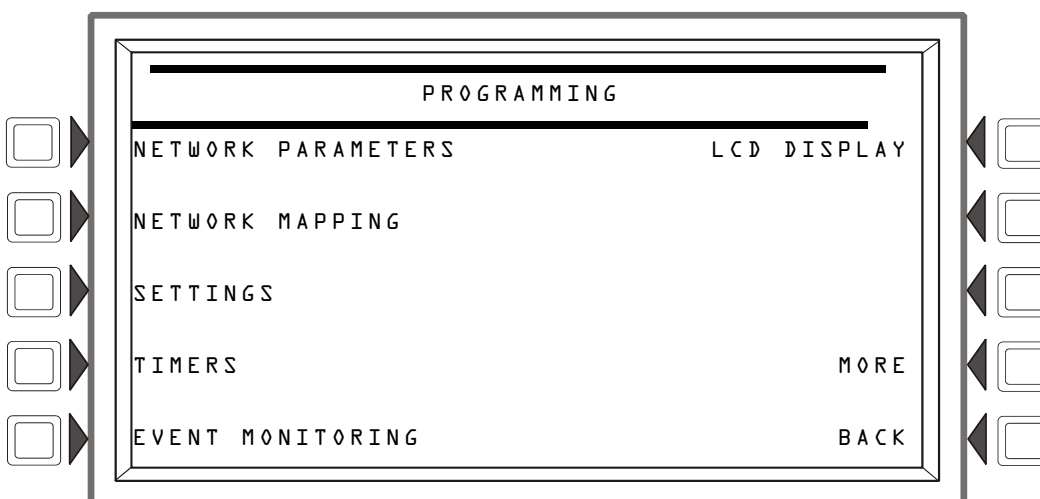 PROGRAMMING
NETWORK PARAMETERS LCD DISPLAY
NETWORK MAPPING
SETTINGS
TIMERS MORE
EVENT MONITORING BACK